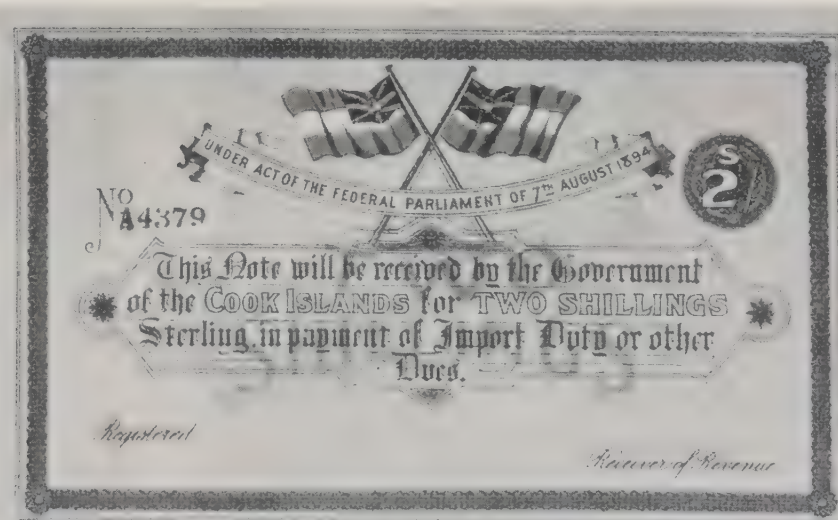 UNDER ACT OF THE FEDERAL PARLIAMENT OF 7TH AUGUST 1894
S
2
No
A4379
This Note will be received by the Government
of the COOK ISLANDS for TWO SHILLINGS
Sterling in payment of Import Duty or other
Dues.
Registered
Receiver of Revenue